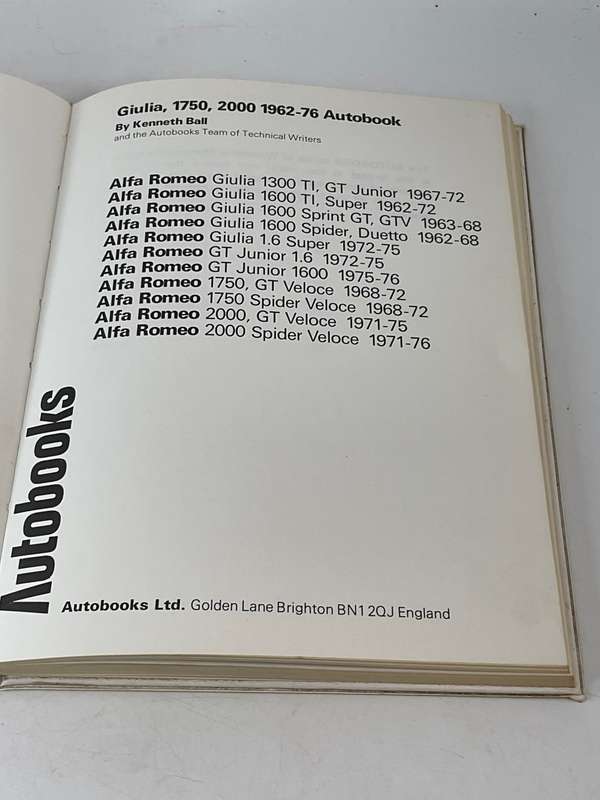 Giulia, 1750, 2000 1962-76 Autobook
By Kenneth Ball
and the Autobooks Team of Technical Writers
Alfa Romeo Giulia 1300 TI, GT Junior 1967-72
Alfa Romeo Giulia 1600 TI, Super 1962-72
Alfa Romeo Giulia 1600 Sprint GT, GTV 1963-68
Alfa Romeo Giulia 1600 Spider, Duetto 1962-68
Alfa Romeo Giulia 1.6 Super 1972-75
Alfa Romeo GT Junior 1.6 1972-75
Alfa Romeo GT Junior 1600 1975-76
Alfa Romeo 1750, GT Veloce 1968-72
Alfa Romeo 1750 Spider Veloce 1968-72
Alfa Romeo 2000, GT Veloce 1971-75
Alfa Romeo 2000 Spider Veloce 1971-76
Autobooks
Autobooks Ltd. Golden Lane Brighton BN1 2QJ England